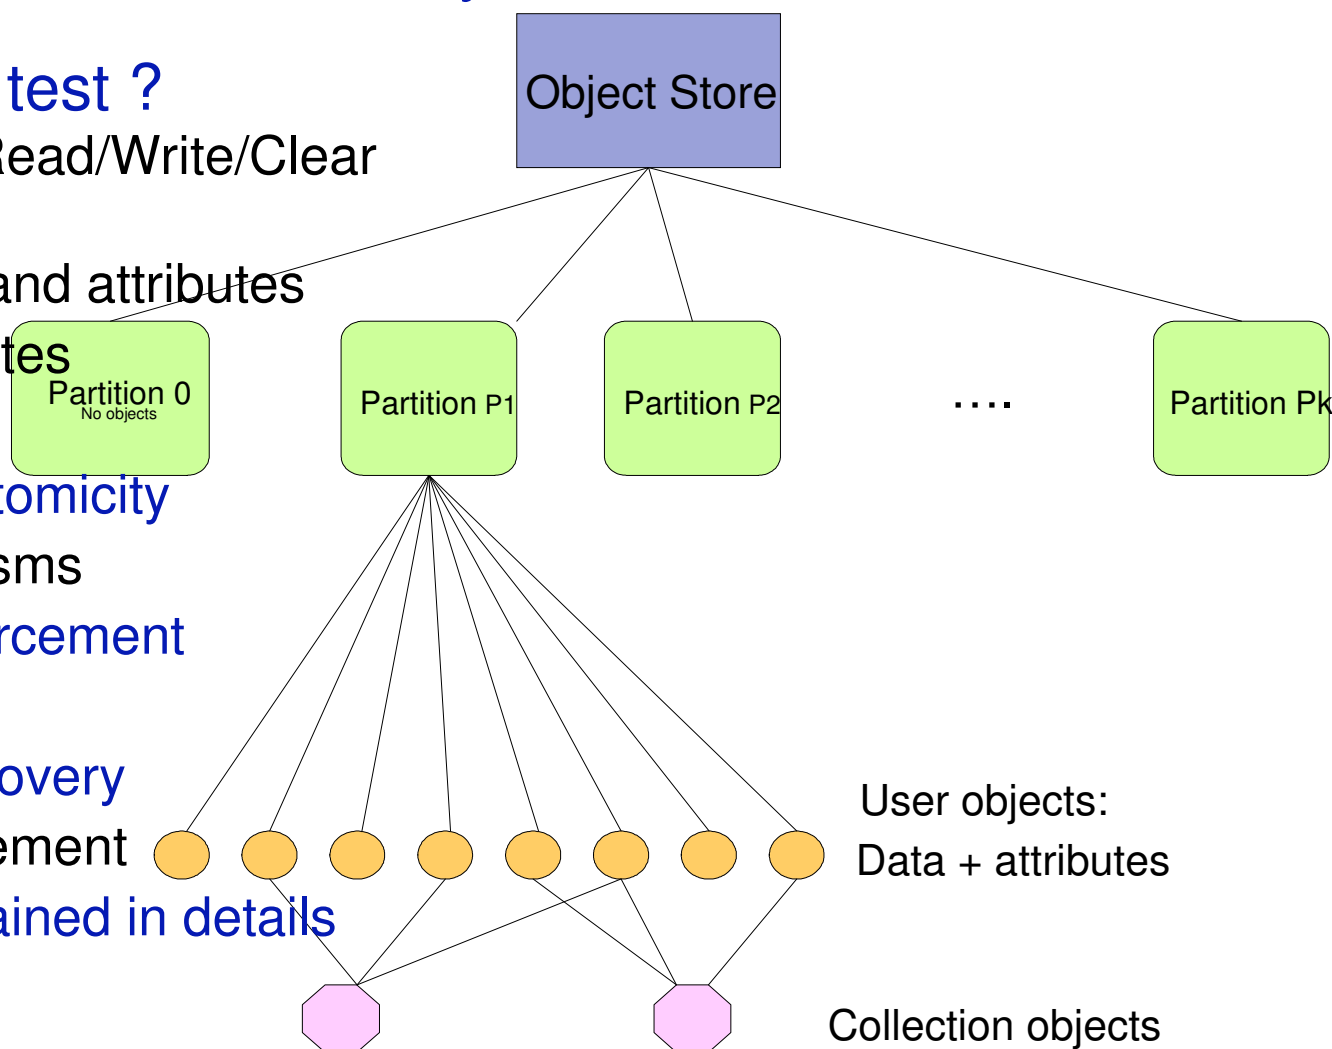 test ?
Read/Write/Clear
and attributes
tes
tomicity
sms
rcement
overy
ement
ained in details
Object Store
Partition 0
No objects
Partition P1
Partition P2
....
Partition Pk
User objects:
Data + attributes
Collection objects